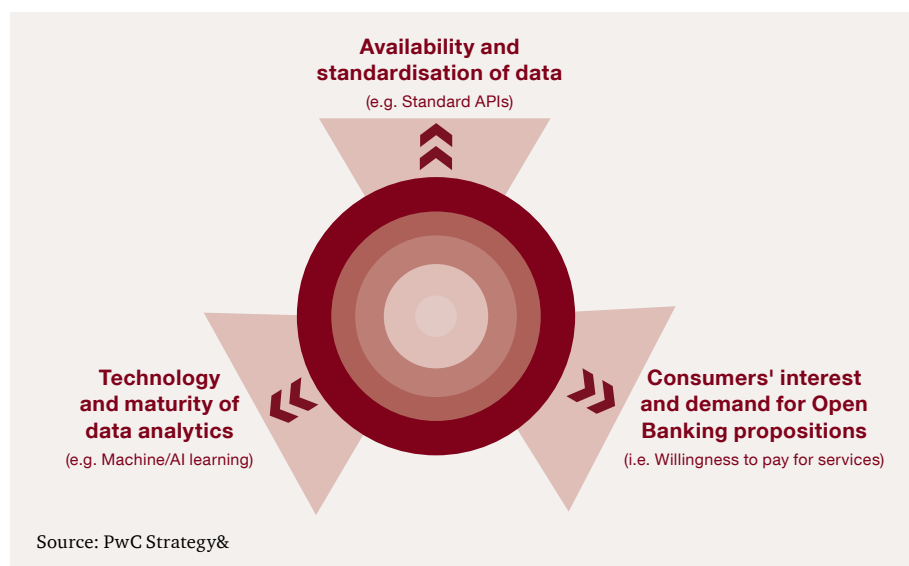 Availability and
standardisation of data
(e.g. Standard APIs)
Technology
and maturity of
data analytics
(e.g. Machine/AI learning)
Consumers' interest
and demand for Open
Banking propositions
(i.e. Willingness to pay for services)
Source: PwC Strategy&